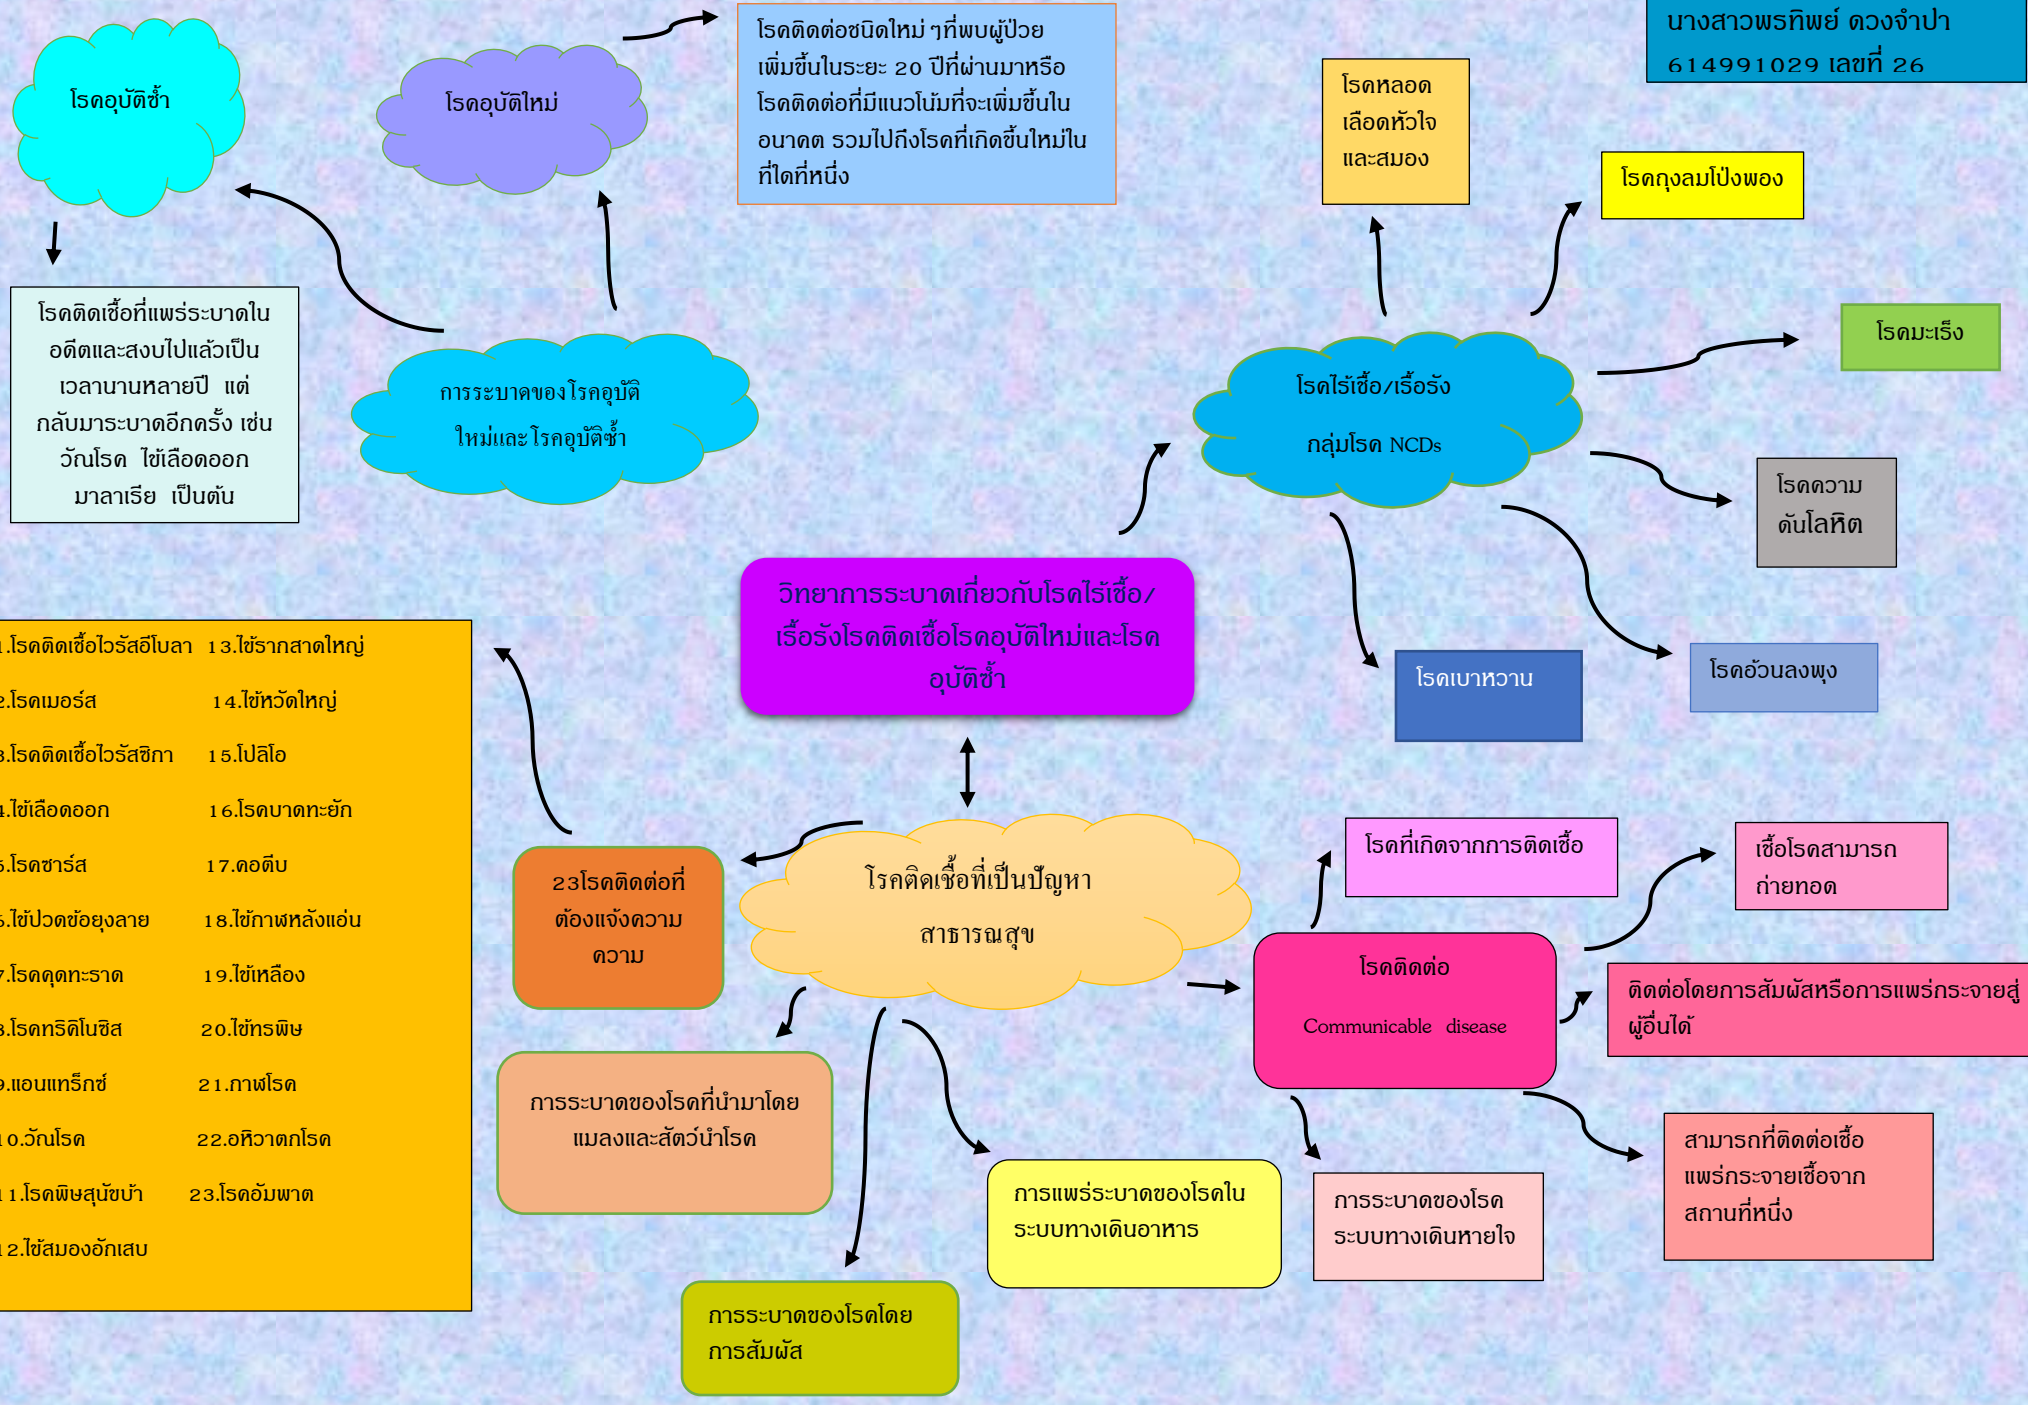 โรคอุบัติซ้ำ
โรคอุบัติใหม่
โรคติดต่อชนิดใหม่ ๆที่พบผู้ป่วย
เพิ่มขึ้นในระยะ 20 ปีที่ผ่านมาหรือ
โรคติดต่อที่มีแนวโน้มที่จะเพิ่มขึ้นใน
อนาคต รวมไปถึงโรคที่เกิดขึ้นใหม่ใน
ที่ใดที่หนึ่ง
โรคหลอด
เลือดหัวใจ
และสมอง
นางสาวพรทิพย์ ดวงจำปา
614991029 เลขที่ 26
โรคถุงลมโป่งพอง
โรคติดเชื้อที่แพร่ระบาดใน
อดีตและสงบไปแล้วเป็น
เวลานานหลายปี แต่
กลับมาระบาดอีกครั้ง เช่น
วัณโรค ไข้เลือดออก
มาลาเรีย เป็นต้น
การระบาดของโรคอุบัติ
ใหม่และโรคอุบัติซ้ำ
โรคไร้เชื้อ/เรื้อรัง
กลุ่มโรค NCDs
โรคมะเร็ง
โรคความ
ดันโลหิต
โรคอ้วนลงพุง
โรคเบาหวาน
วิทยาการระบาดเกี่ยวกับโรคไร้เชื้อ/
เรื้อรังโรคติดเชื้อโรคอุบัติใหม่และโรค
อุบัติซ้ำ
1.โรคติดเชื้อไวรัสอีโบลา 13.ไข้รากสาดใหญ่
2.โรคเมอร์ส 14.ไข้หวัดใหญ่
3.โรคติดเชื้อไวรัสซิกา 15.โปลิโอ
4.ไข้เลือดออก 16.โรคบาดทะยัก
5.โรคซาร์ส 17.คอตีบ
6.ไข้ปวดข้อยุงลาย 18.ไข้กาฬหลังแอ่น
7.โรคคุดทะราด 19.ไข้เหลือง
8.โรคทริคิโนซิส 20.ไข้ทรพิษ
9.แอนแทร็กซ์ 21.กาฬโรค
10.วัณโรค 22.อหิวาตกโรค
11.โรคพิษสุนัขบ้า 23.โรคอัมพาต
12.ไข้สมองอักเสบ
23โรคติดต่อที่
ต้องแจ้งความ
ความ
โรคติดเชื้อที่เป็นปัญหา
สาธารณสุข
โรคที่เกิดจากการติดเชื้อ
เชื้อโรคสามารถ
ถ่ายทอด
โรคติดต่อ
Communicable disease
ติดต่อโดยการสัมผัสหรือการแพร่กระจายสู่
ผู้อื่นได้
การระบาดของโรคที่นำมาโดย
แมลงและสัตว์นำโรค
การแพร่ระบาดของโรคใน
ระบบทางเดินอาหาร
การระบาดของโรค
ระบบทางเดินหายใจ
สามารถที่ติดต่อเชื้อ
แพร่กระจายเชื้อจาก
สถานที่หนึ่ง
การระบาดของโรคโดย
การสัมผัส